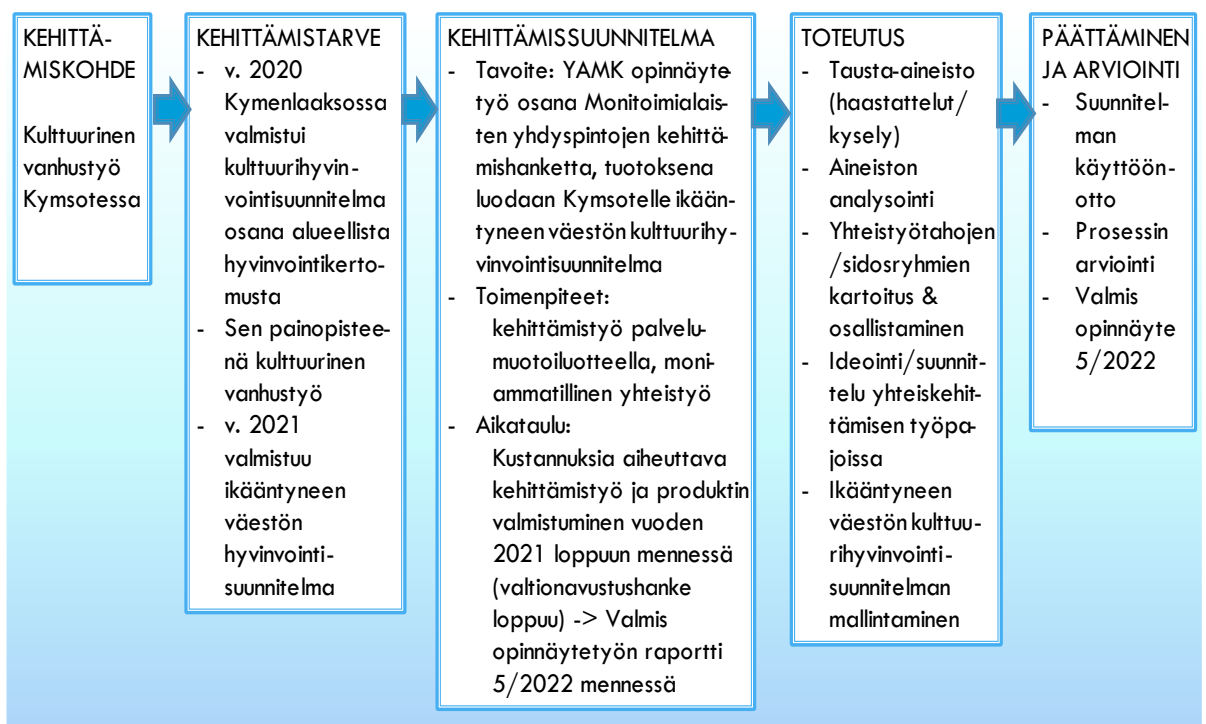 KEHITTÄ-
MISKOHDE
Kulttuurinen
vanhustyö
Kymsotessa
KEHITTÄMISTARVE
- v. 2020
Kymenlaaksossa
valmistui
kulttuurihyvin-
vointisuunnitelma
osana alueellista
hyvinvointikerto-
musta
- Sen painopistee-
nä kulttuurinen
vanhustyö
- v. 2021
valmistuu
ikääntyneen
väestön
hyvinvointi-
suunnitelma
KEHITTÄMISSUUNNITELMA
- Tavoite: YAMK opinnäyte-
työ osana Monitoimialais-
ten yhdyspintojen kehittä-
mishanketta, tuotoksena
luodaan Kymsotelle ikään-
tyneen väestön kulttuurihy-
vinvointisuunnitelma
- Toimenpiteet:
kehittämistyö palvelu-
muotoiluotteella, moni-
ammatillinen yhteistyö
- Aikataulu:
Kustannuksia aiheuttava
kehittämistyö ja produktin
valmistuminen vuoden
2021 loppuun mennessä
(valtionavustushanke
loppuu) -> Valmis
opinnäytetyön raportti
5/2022 mennessä
TOTEUTUS
- Tausta-aineisto
(haastattelut/
kysely)
- Aineiston
analysointi
- Yhteistyötahojen
/sidosryhmien
kartoitus &
osallistaminen
- Ideointi/suunnit-
telu yhteiskehit-
tämisen työpa-
joissa
- Ikääntyneen
väestön kulttuu-
rihyvinvointi-
suunnitelman
mallintaminen
PÄÄTTÄMINEN
JA ARVIOINTI
- Suunnitel-
man
käyttöön-
otto
- Prosessin
arviointi
- Valmis
opinnäyte
5/2022